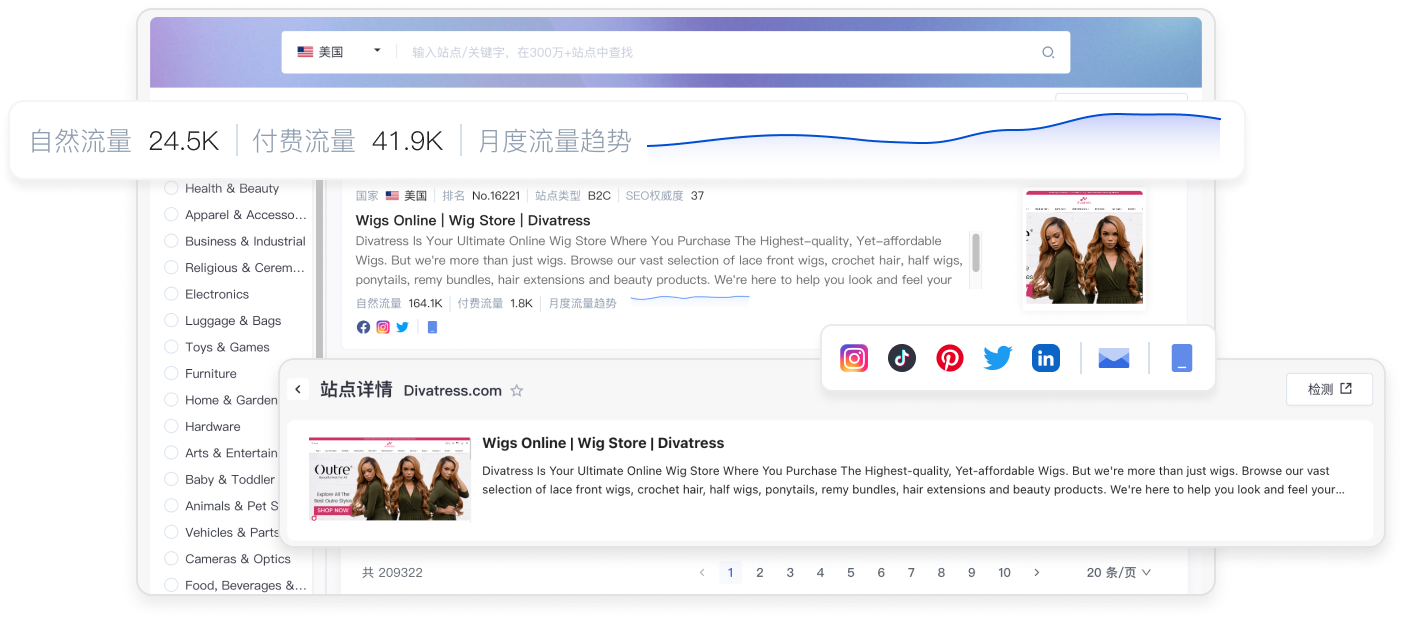 美国
输入站点/关键字，在300万+站点中查找
自然流量 24.5K 付费流量 41.9K 月度流量趋势
Health & Beauty
Apparel & Accesso...
Business & Industrial
Religious & Cerem...
Electronics
Luggage & Bags
Toys & Games
Furniture
Home & Garden
Hardware
Arts & Entertain
Baby & Toddler
Animals & Pet S
Vehicles & Parts
Cameras & Optics
Food, Beverages &...
国家 美国 排名 No.16221 站点类型 B2C SEO权威度 37
Wigs Online | Wig Store | Divatress
Divatress Is Your Ultimate Online Wig Store Where You Purchase The Highest-quality, Yet-affordable
Wigs. But we're more than just wigs. Browse our vast selection of lace front wigs, crochet hair, half wigs,
ponytails, remy bundles, hair extensions and beauty products. We're here to help you look and feel your
自然流量 164.1K 付费流量 1.8K 月度流量趋势
站点详情 Divatress.com
检测
Outre
Explore All The
Best Outre Styles
SHOP NOW
Wigs Online | Wig Store | Divatress
Divatress Is Your Ultimate Online Wig Store Where You Purchase The Highest-quality, Yet-affordable Wigs. But we're more than just wigs. Browse our vast
selection of lace front wigs, crochet hair, half wigs, ponytails, remy bundles, hair extensions and beauty products. We're here to help you look and feel your...
共 209322
1 2 3 4 5 6 7 8 9 10
20 条/页